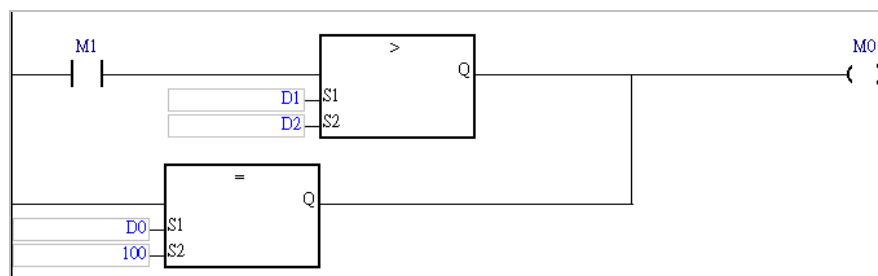 M1
>
M0
Q
D1 S1
D2 S2
=
Q
D0 S1
100 S2